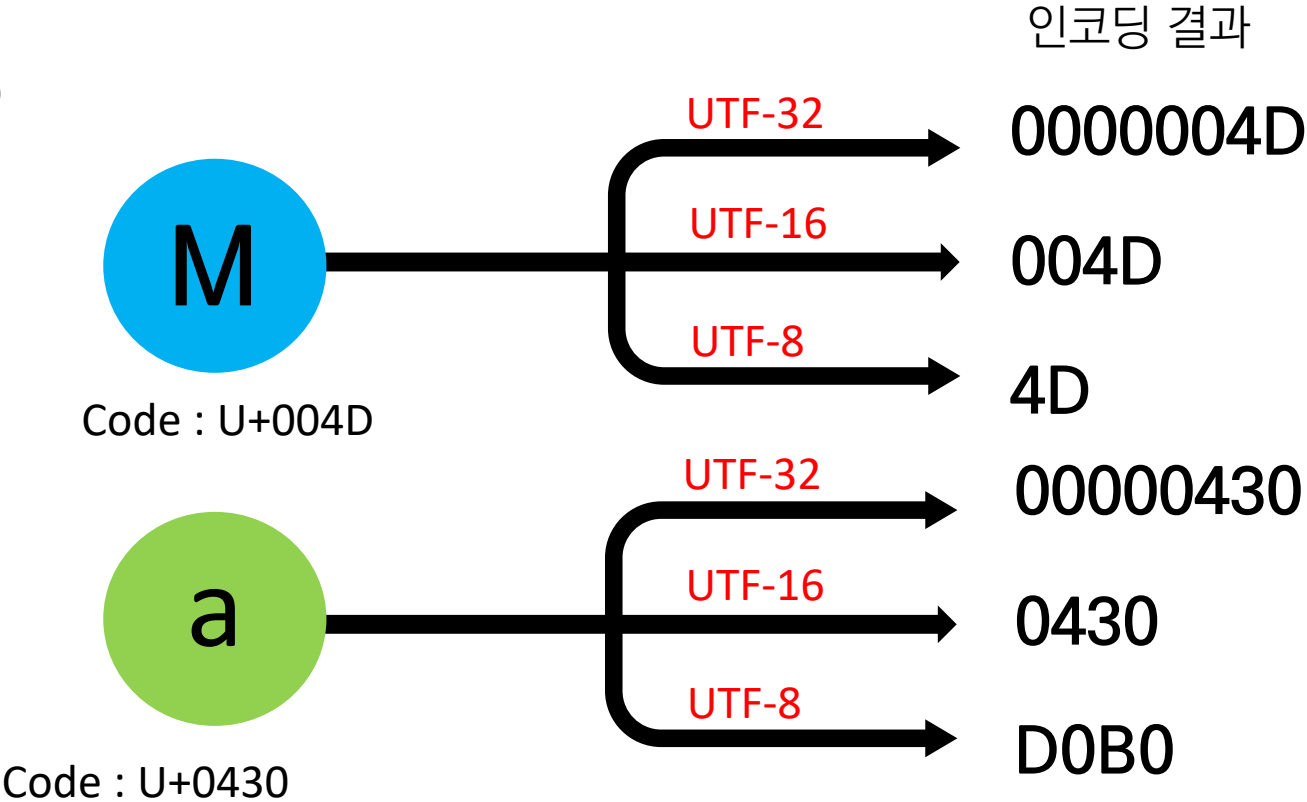 인코딩 결과
UTF-32
0000004D
M
UTF-16
004D
UTF-8
4D
Code : U+004D
UTF-32
00000430
a
UTF-16
0430
UTF-8
D0B0
Code : U+0430